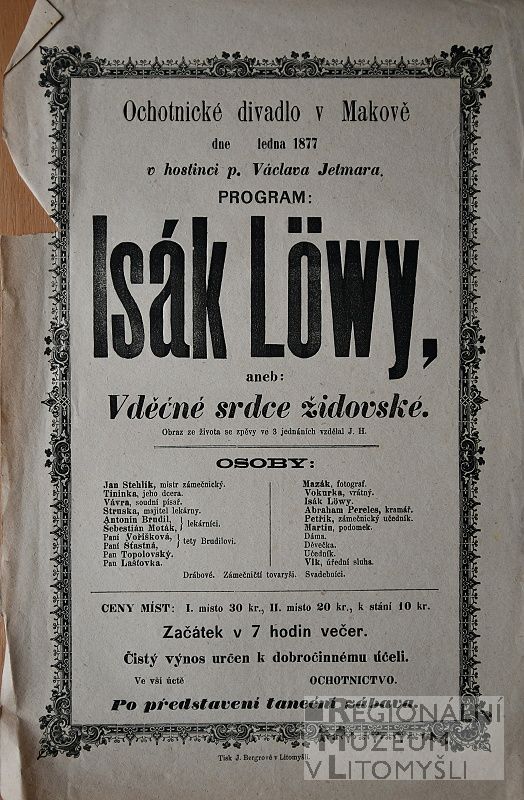 Ochotnické divadlo v Makově
dne ledna 1877
v hostinci p. Václava Jetmara.
PROGRAM:
Isák Löwy,
aneb:
Vděčné srdce židovské.
Obraz ze života se zpěvy ve 3 jednáních vzdělal J. H.
OSOBY:
Jan Stehlík, mistr zámečnický.
Tininka, jeho dcera.
Vávra, soudní písař.
Struska, majitel lekárny.
Antonín Brudil,
Sebestián Moták, } lekárníci.
Paní Voříšková,
Paní Šťastná, } tety Brudilovi.
Pan Topolovský.
Pan Laštovka.
Mazák, fotograf.
Vokurka, vrátný.
Isák Löwy.
Abraham Pereles, kramář.
Petřík, zámečnický učedník.
Martin, podomek.
Dáma.
Děvečka.
Učedník.
Vlk, úřední sluha.
Drábové. Zámečničtí tovaryši. Svadebníci.
CENY MÍST: I. místo 30 kr., II. místo 20 kr., k stání 10 kr.
Začátek v 7 hodin večer.
Čistý výnos určen k dobročinnému účeli.
Ve vší úctě OCHOTNICTVO.
Po představení taneční zábava.
Tisk J. Bergrové v Litomyšli.
REGIONÁLNÍ
MUZEUM
V LITOMYŠLI